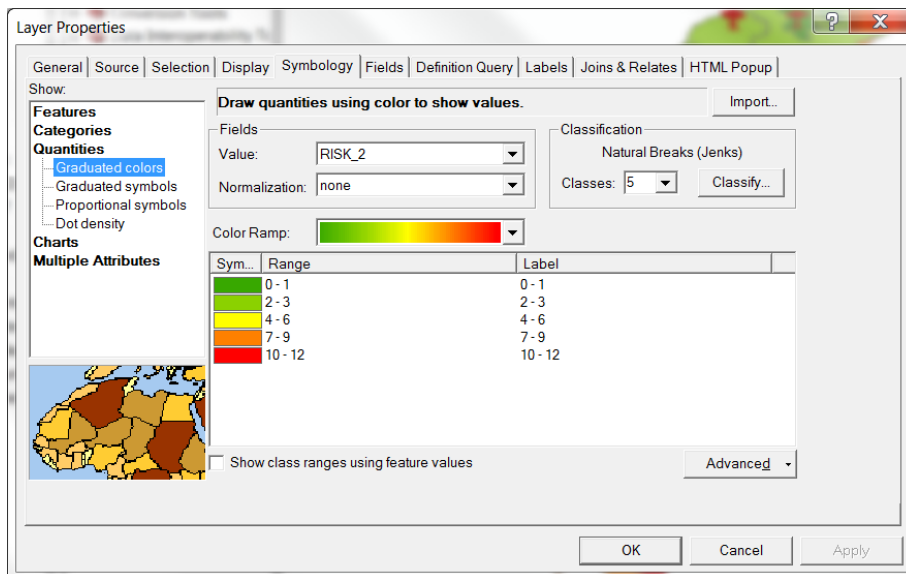 Layer Properties
General Source Selection Display Symbology Fields Definition Query Labels Joins & Relates HTML Popup
Show:
Features
Categories
Quantities
Graduated colors
Graduated symbols
Proportional symbols
Dot density
Charts
Multiple Attributes
Draw quantities using color to show values.
Import...
Fields
Value: RISK_2
Normalization: none
Classification
Natural Breaks (Jenks)
Classes: 5 Classify...
Color Ramp:
Sym... Range Label
0 - 1 0 - 1
2 - 3 2 - 3
4 - 6 4 - 6
7 - 9 7 - 9
10 - 12 10 - 12
Show class ranges using feature values
Advanced
OK Cancel Apply